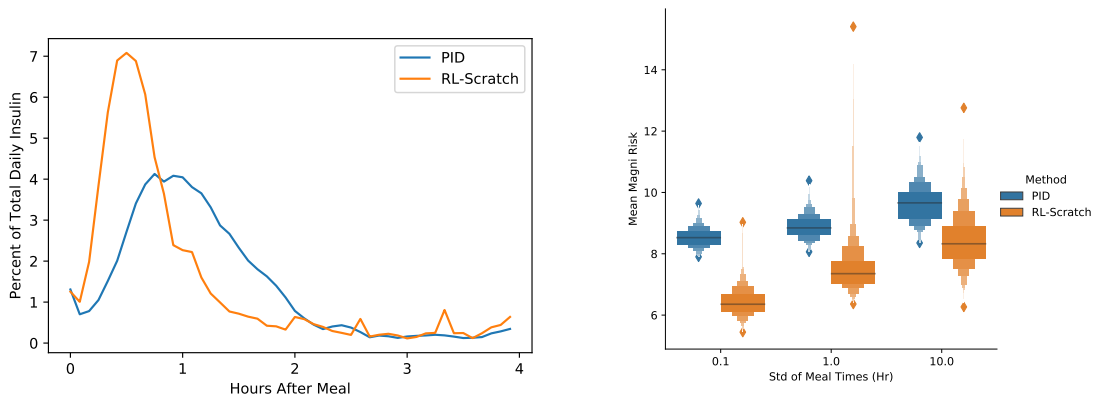 Percent of Total Daily Insulin
7
6
5
4
3
2
1
0
0 1 2 3 4
Hours After Meal
PID
RL-Scratch
Mean Magni Risk
14
12
10
8
6
0.1 1.0 10.0
Std of Meal Times (Hr)
Method
PID
RL-Scratch